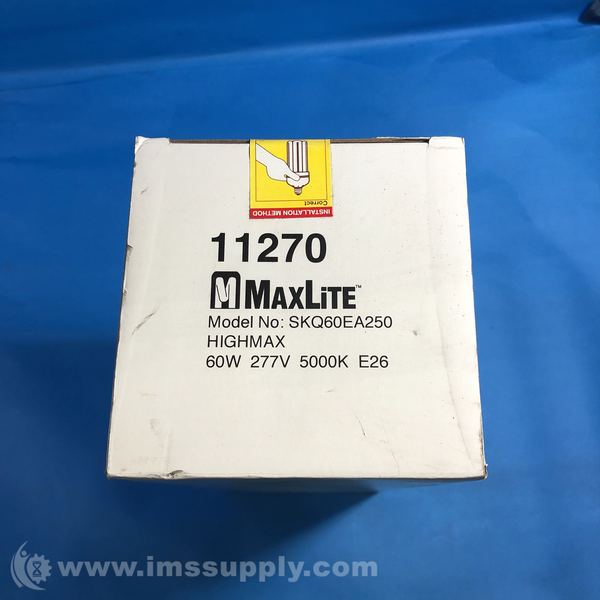 Correct
INSTALLATION METHOD
11270
MAXLITE™
Model No: SKQ60EA250
HIGHMAX
60W 277V 5000K E26
www.imssupply.com